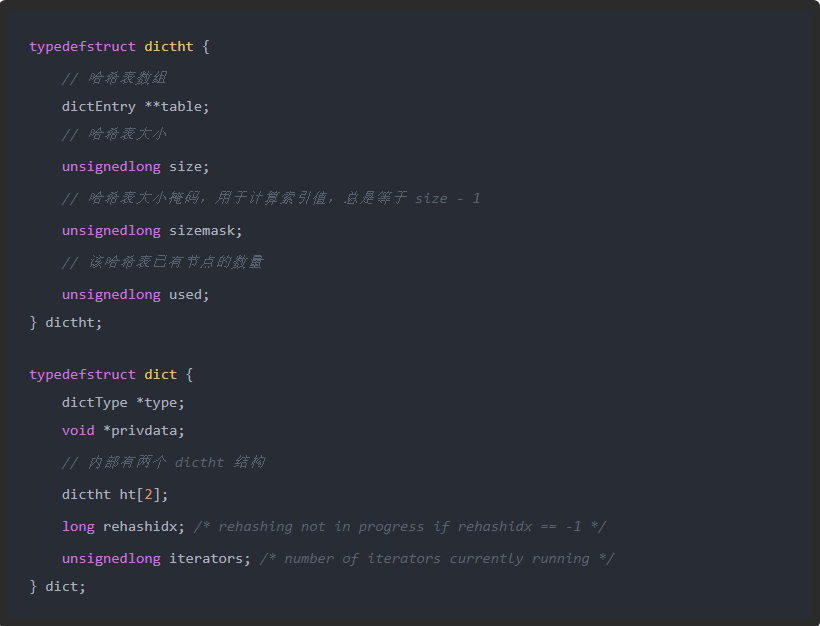 typedefstruct dictht {
// 哈希表数组
dictEntry **table;
// 哈希表大小
unsignedlong size;
// 哈希表大小掩码，用于计算索引值，总是等于 size - 1
unsignedlong sizemask;
// 该哈希表已有节点的数量
unsignedlong used;
} dictht;
typedefstruct dict {
dictType *type;
void *privdata;
// 内部有两个 dictht 结构
dictht ht[2];
long rehashidx; /* rehashing not in progress if rehashidx == -1 */
unsignedlong iterators; /* number of iterators currently running */
} dict;